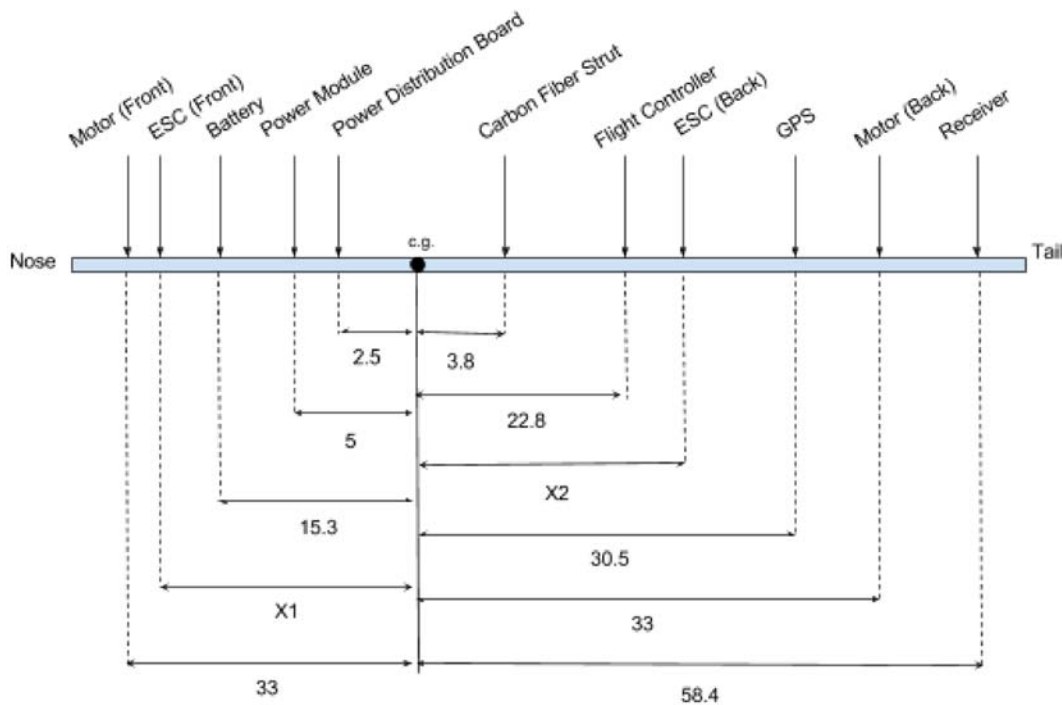 Motor (Front)
ESC (Front)
Battery
Power Module
Power Distribution Board
Carbon Fiber Strut
Flight Controller
ESC (Back)
GPS
Motor (Back)
Receiver
Nose
c.g.
Tail
2.5
3.8
22.8
5
X2
15.3
30.5
X1
33
33
58.4